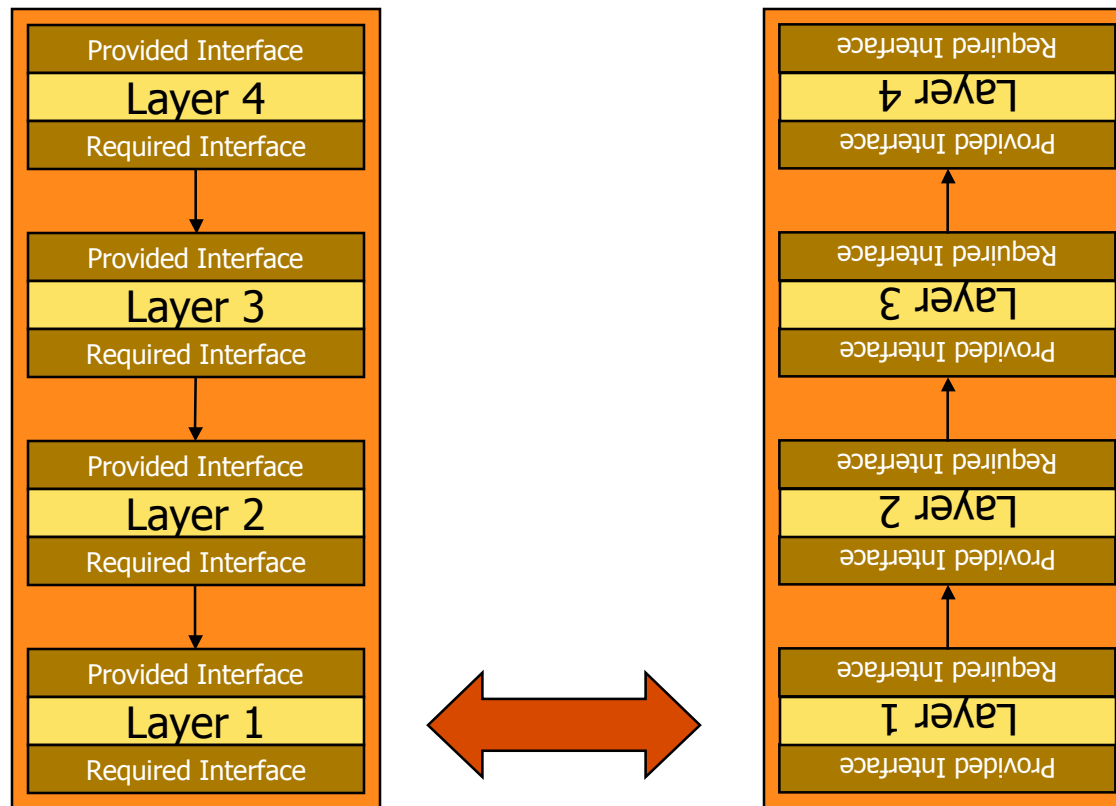 Provided Interface
Layer 4
Required Interface
Provided Interface
Layer 3
Required Interface
Provided Interface
Layer 2
Required Interface
Provided Interface
Layer 1
Required Interface
Required Interface
Layer 4
Provided Interface
Required Interface
Layer 3
Provided Interface
Required Interface
Layer 2
Provided Interface
Required Interface
Layer 1
Provided Interface